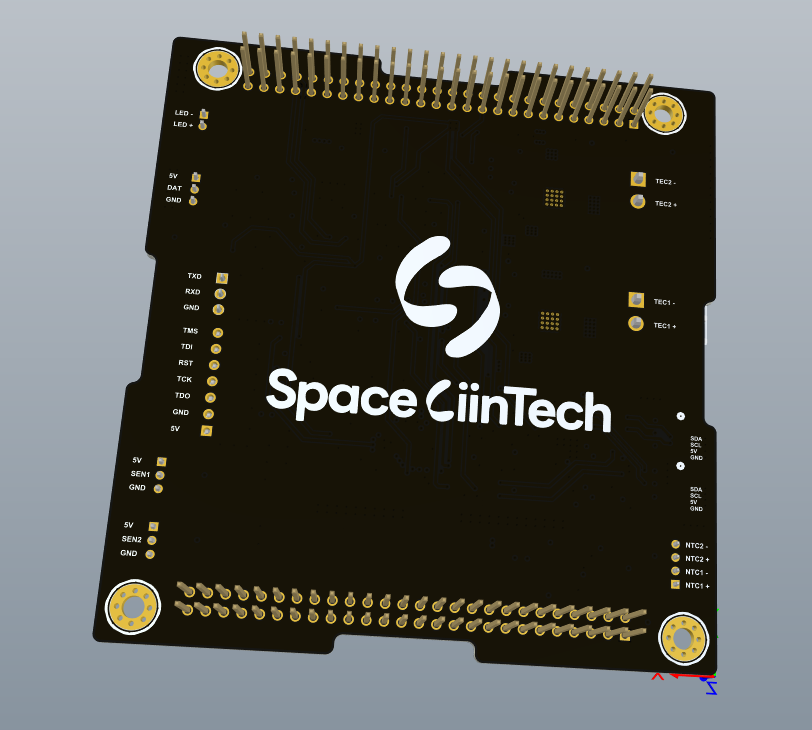 LED -
LED +
5V
DAT
GND
TEC2 -
TEC2 +
TXD
RXD
GND
TMS
TDI
RST
TCK
TDO
GND
5V
TEC1 -
TEC1 +
Space CiinTech
5V
SEN1
GND
5V
SEN2
GND
SDA
SCL
5V
GND
SDA
SCL
5V
GND
NTC2 -
NTC2 +
NTC1 -
NTC1 +
X
Z